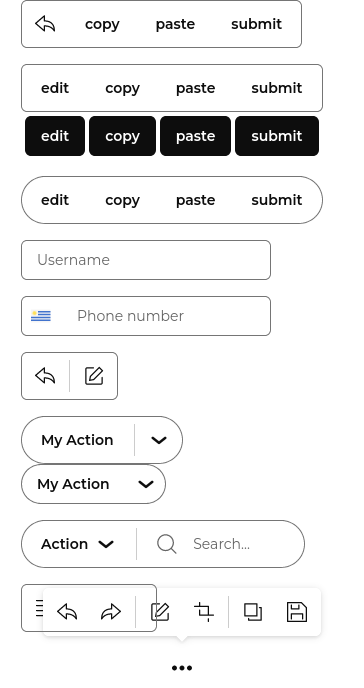 copy paste submit
edit copy paste submit
edit copy paste submit
edit copy paste submit
Username
Phone number
My Action
My Action
Action Search...